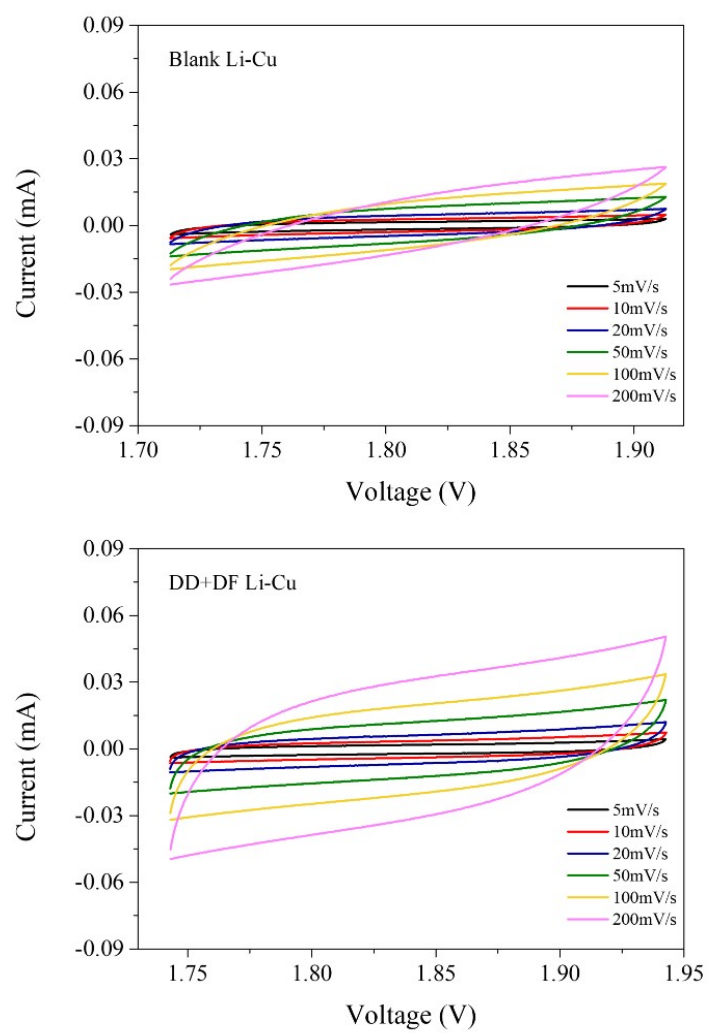 0.09
Blank Li-Cu
0.06
0.03
0.00
-0.03
-0.06
-0.09
Current (mA)
5mV/s
10mV/s
20mV/s
50mV/s
100mV/s
200mV/s
1.70
1.75
1.80
1.85
1.90
Voltage (V)
0.09
DD+DF Li-Cu
0.06
0.03
0.00
-0.03
-0.06
-0.09
Current (mA)
5mV/s
10mV/s
20mV/s
50mV/s
100mV/s
200mV/s
1.75
1.80
1.85
1.90
1.95
Voltage (V)